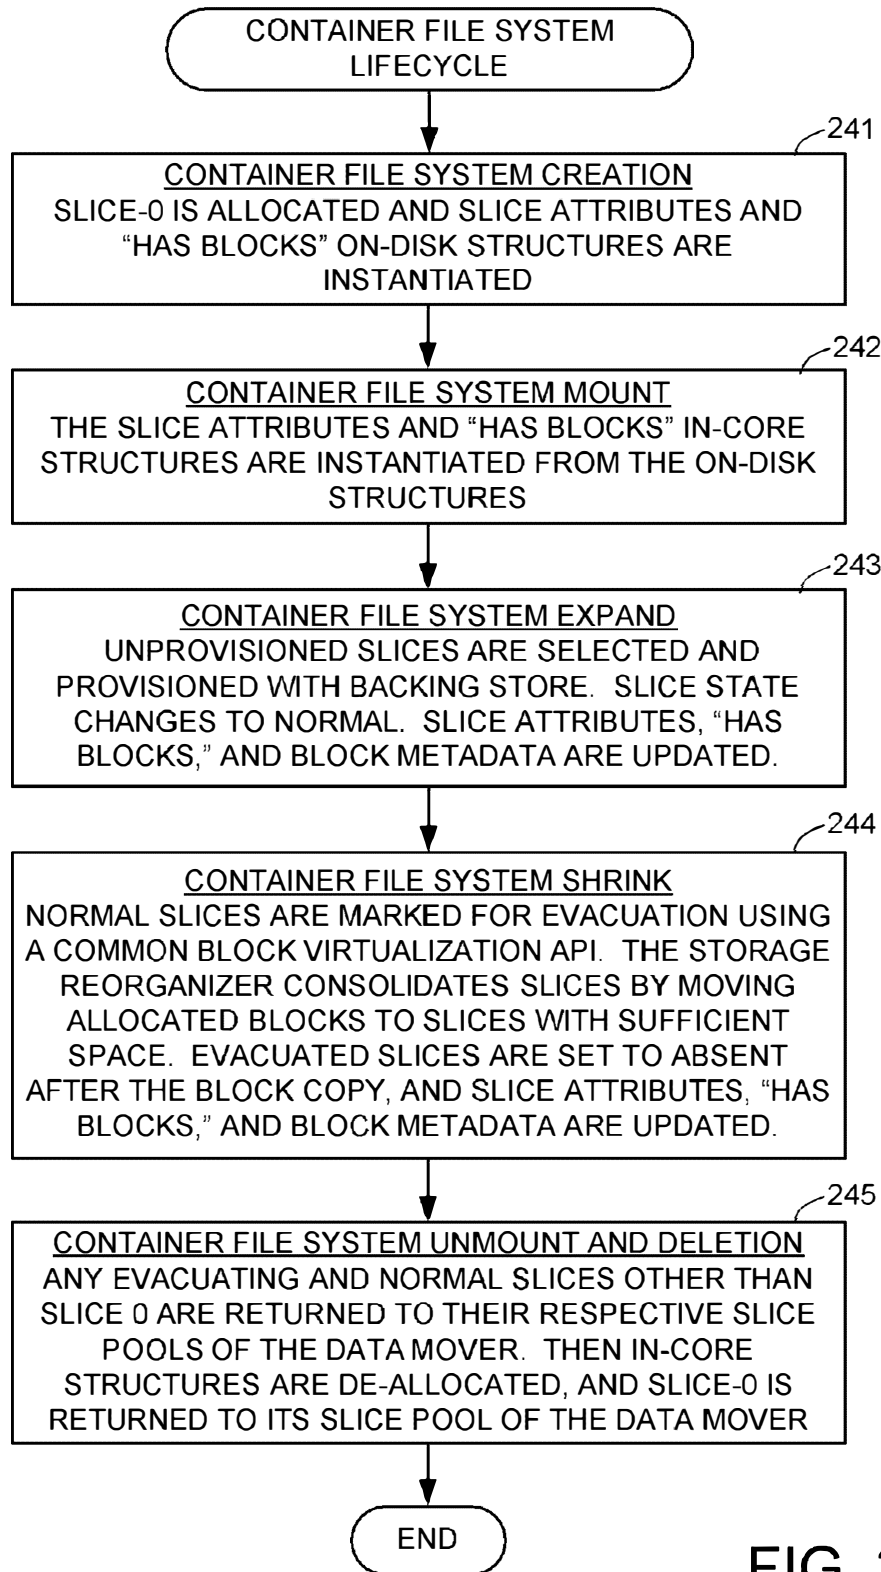 CONTAINER FILE SYSTEM
LIFECYCLE
241
CONTAINER FILE SYSTEM CREATION
SLICE-0 IS ALLOCATED AND SLICE ATTRIBUTES AND
“HAS BLOCKS” ON-DISK STRUCTURES ARE
INSTANTIATED
242
CONTAINER FILE SYSTEM MOUNT
THE SLICE ATTRIBUTES AND “HAS BLOCKS” IN-CORE
STRUCTURES ARE INSTANTIATED FROM THE ON-DISK
STRUCTURES
243
CONTAINER FILE SYSTEM EXPAND
UNPROVISIONED SLICES ARE SELECTED AND
PROVISIONED WITH BACKING STORE. SLICE STATE
CHANGES TO NORMAL. SLICE ATTRIBUTES, “HAS
BLOCKS,” AND BLOCK METADATA ARE UPDATED.
244
CONTAINER FILE SYSTEM SHRINK
NORMAL SLICES ARE MARKED FOR EVACUATION USING
A COMMON BLOCK VIRTUALIZATION API. THE STORAGE
REORGANIZER CONSOLIDATES SLICES BY MOVING
ALLOCATED BLOCKS TO SLICES WITH SUFFICIENT
SPACE. EVACUATED SLICES ARE SET TO ABSENT
AFTER THE BLOCK COPY, AND SLICE ATTRIBUTES, “HAS
BLOCKS,” AND BLOCK METADATA ARE UPDATED.
245
CONTAINER FILE SYSTEM UNMOUNT AND DELETION
ANY EVACUATING AND NORMAL SLICES OTHER THAN
SLICE 0 ARE RETURNED TO THEIR RESPECTIVE SLICE
POOLS OF THE DATA MOVER. THEN IN-CORE
STRUCTURES ARE DE-ALLOCATED, AND SLICE-0 IS
RETURNED TO ITS SLICE POOL OF THE DATA MOVER
END
FIG.